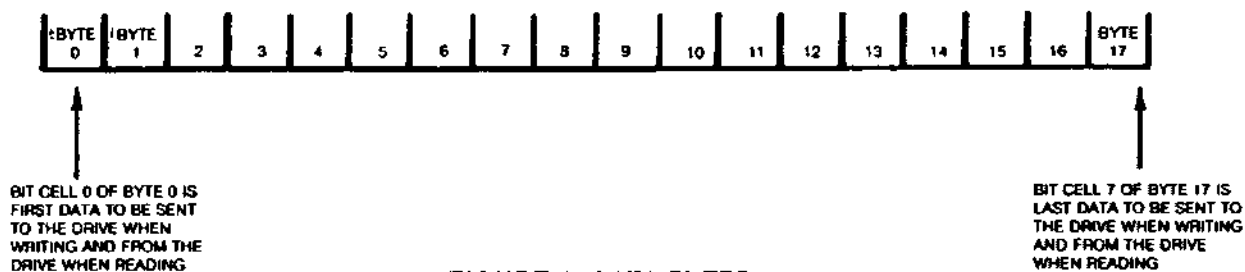 BYTE BYTE BYTE
0 1 2 3 4 5 6 7 8 9 10 11 12 13 14 15 16 17
BIT CELL 0 OF BYTE 0 IS
FIRST DATA TO BE SENT
TO THE DRIVE WHEN
WRITING AND FROM THE
DRIVE WHEN READING
BIT CELL 7 OF BYTE 17 IS
LAST DATA TO BE SENT TO
THE DRIVE WHEN WRITING
AND FROM THE DRIVE
WHEN READING